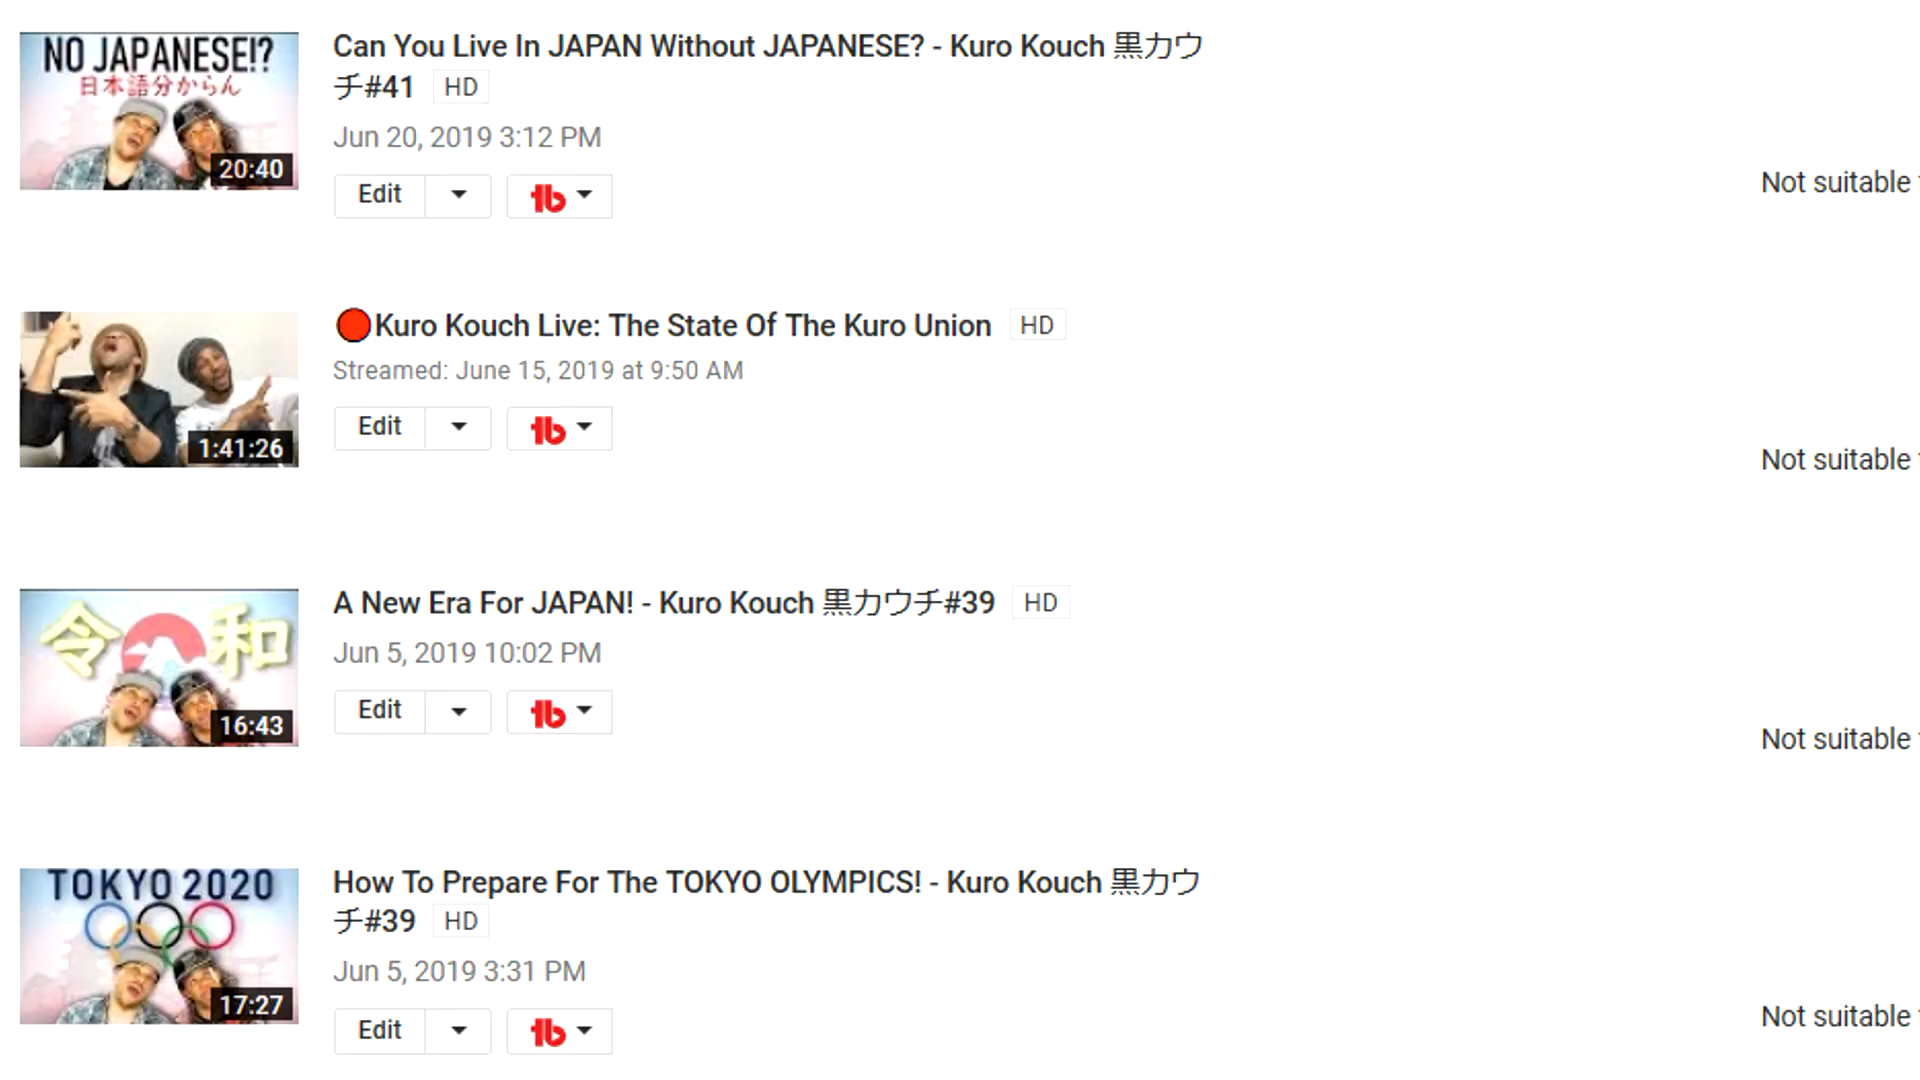 NO JAPANESE!?
日本語分からん
20:40
Can You Live In JAPAN Without JAPANESE? - Kuro Kouch 黒カウ
チ#41 HD
Jun 20, 2019 3:12 PM
Edit
Not suitable
1:41:26
Kuro Kouch Live: The State Of The Kuro Union HD
Streamed: June 15, 2019 at 9:50 AM
Edit
Not suitable
令和
16:43
A New Era For JAPAN! - Kuro Kouch 黒カウチ#39 HD
Jun 5, 2019 10:02 PM
Edit
Not suitable
TOKYO 2020
17:27
How To Prepare For The TOKYO OLYMPICS! - Kuro Kouch 黒カウ
チ#39 HD
Jun 5, 2019 3:31 PM
Edit
Not suitable